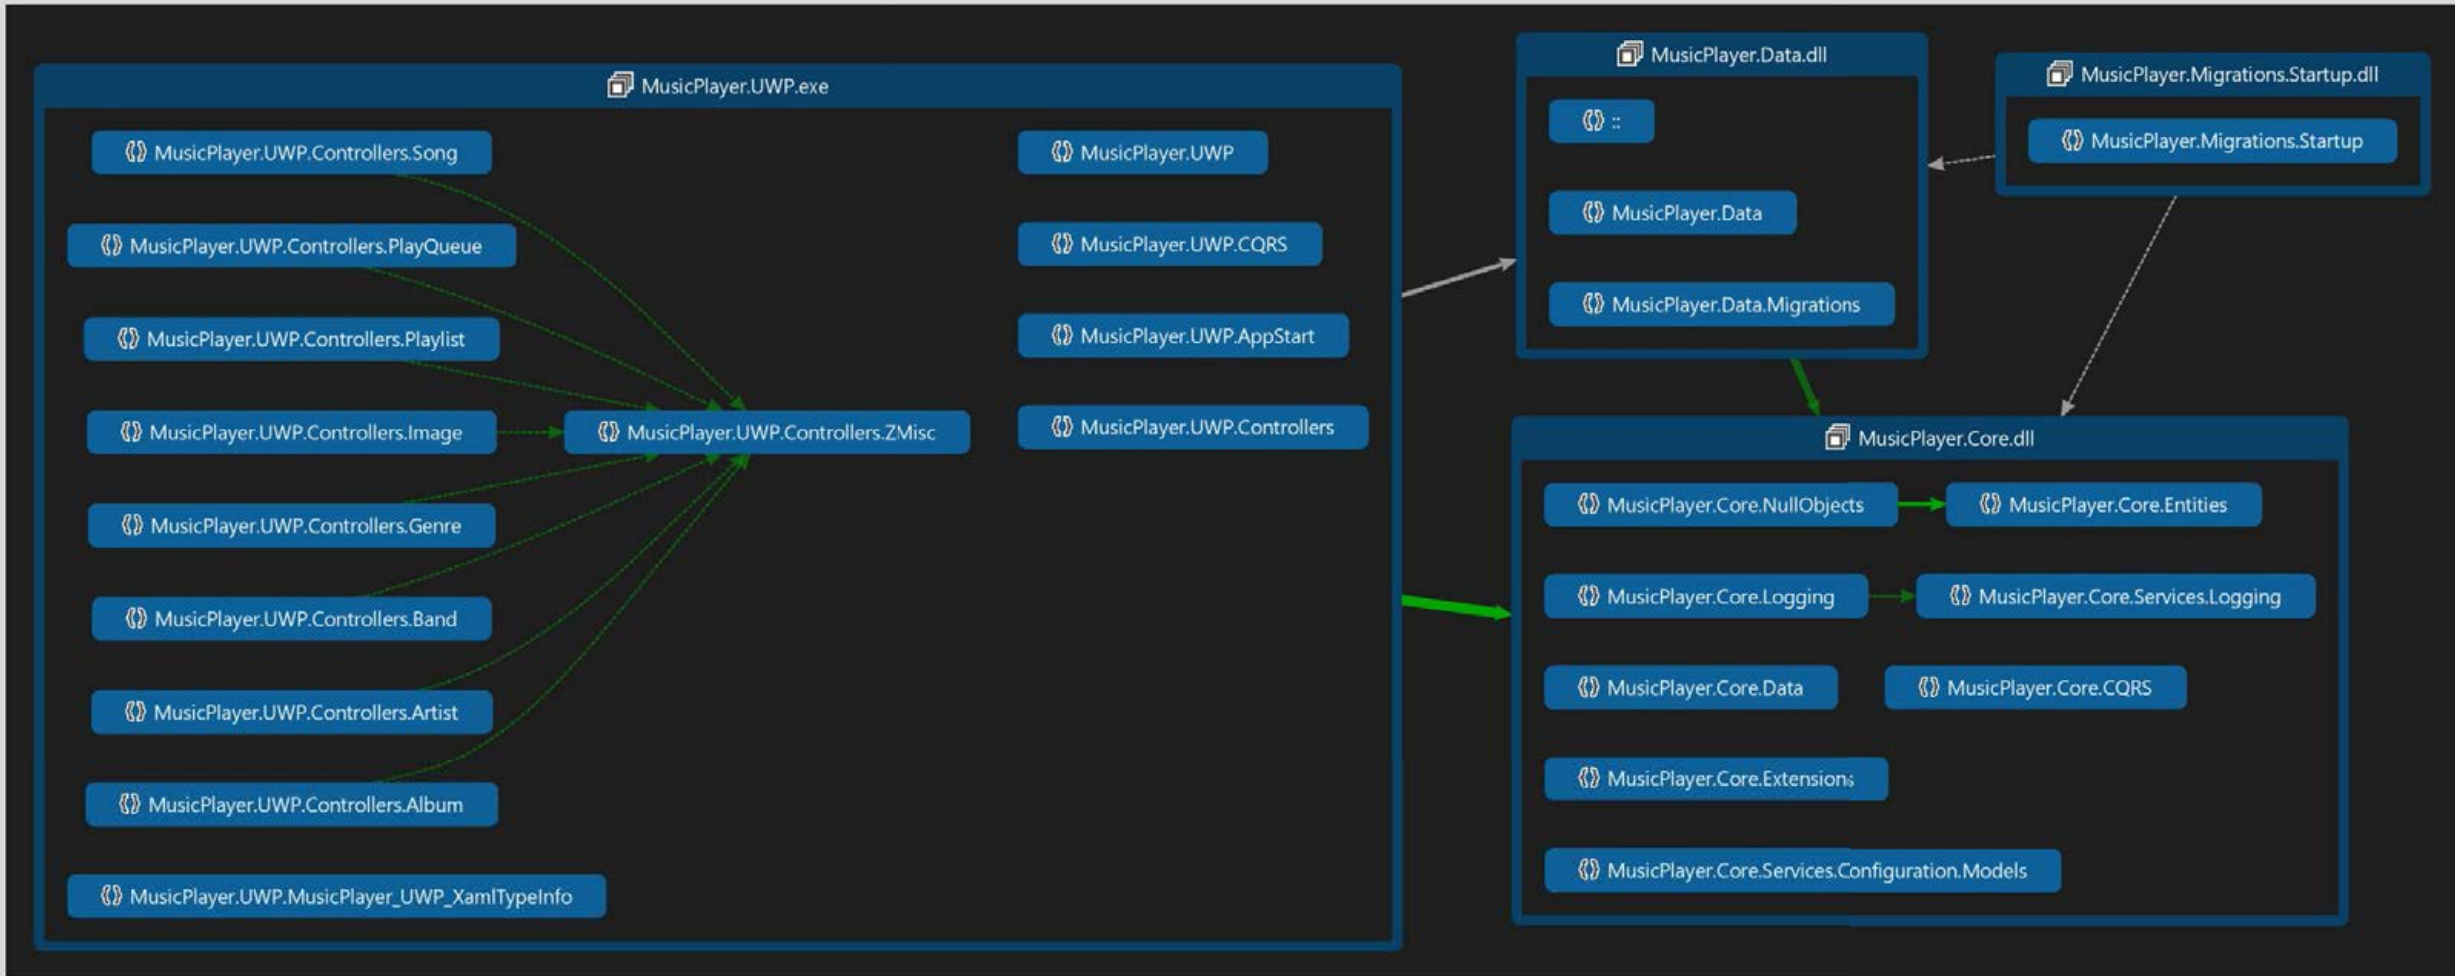 MusicPlayer.UWP.exe
MusicPlayer.UWP.Controllers.Song
MusicPlayer.UWP.Controllers.PlayQueue
MusicPlayer.UWP.Controllers.Playlist
MusicPlayer.UWP.Controllers.Image
MusicPlayer.UWP.Controllers.ZMisc
MusicPlayer.UWP.Controllers.Genre
MusicPlayer.UWP.Controllers.Band
MusicPlayer.UWP.Controllers.Artist
MusicPlayer.UWP.Controllers.Album
MusicPlayer.UWP.MusicPlayer_UWP_XamlTypeInfo
MusicPlayer.UWP
MusicPlayer.UWP.CQRS
MusicPlayer.UWP.AppStart
MusicPlayer.UWP.Controllers
MusicPlayer.Data.dll
::
MusicPlayer.Data
MusicPlayer.Data.Migrations
MusicPlayer.Migrations.Startup.dll
MusicPlayer.Migrations.Startup
MusicPlayer.Core.dll
MusicPlayer.Core.NullObjects
MusicPlayer.Core.Entities
MusicPlayer.Core.Logging
MusicPlayer.Core.Services.Logging
MusicPlayer.Core.Data
MusicPlayer.Core.CQRS
MusicPlayer.Core.Extensions
MusicPlayer.Core.Services.Configuration.Models